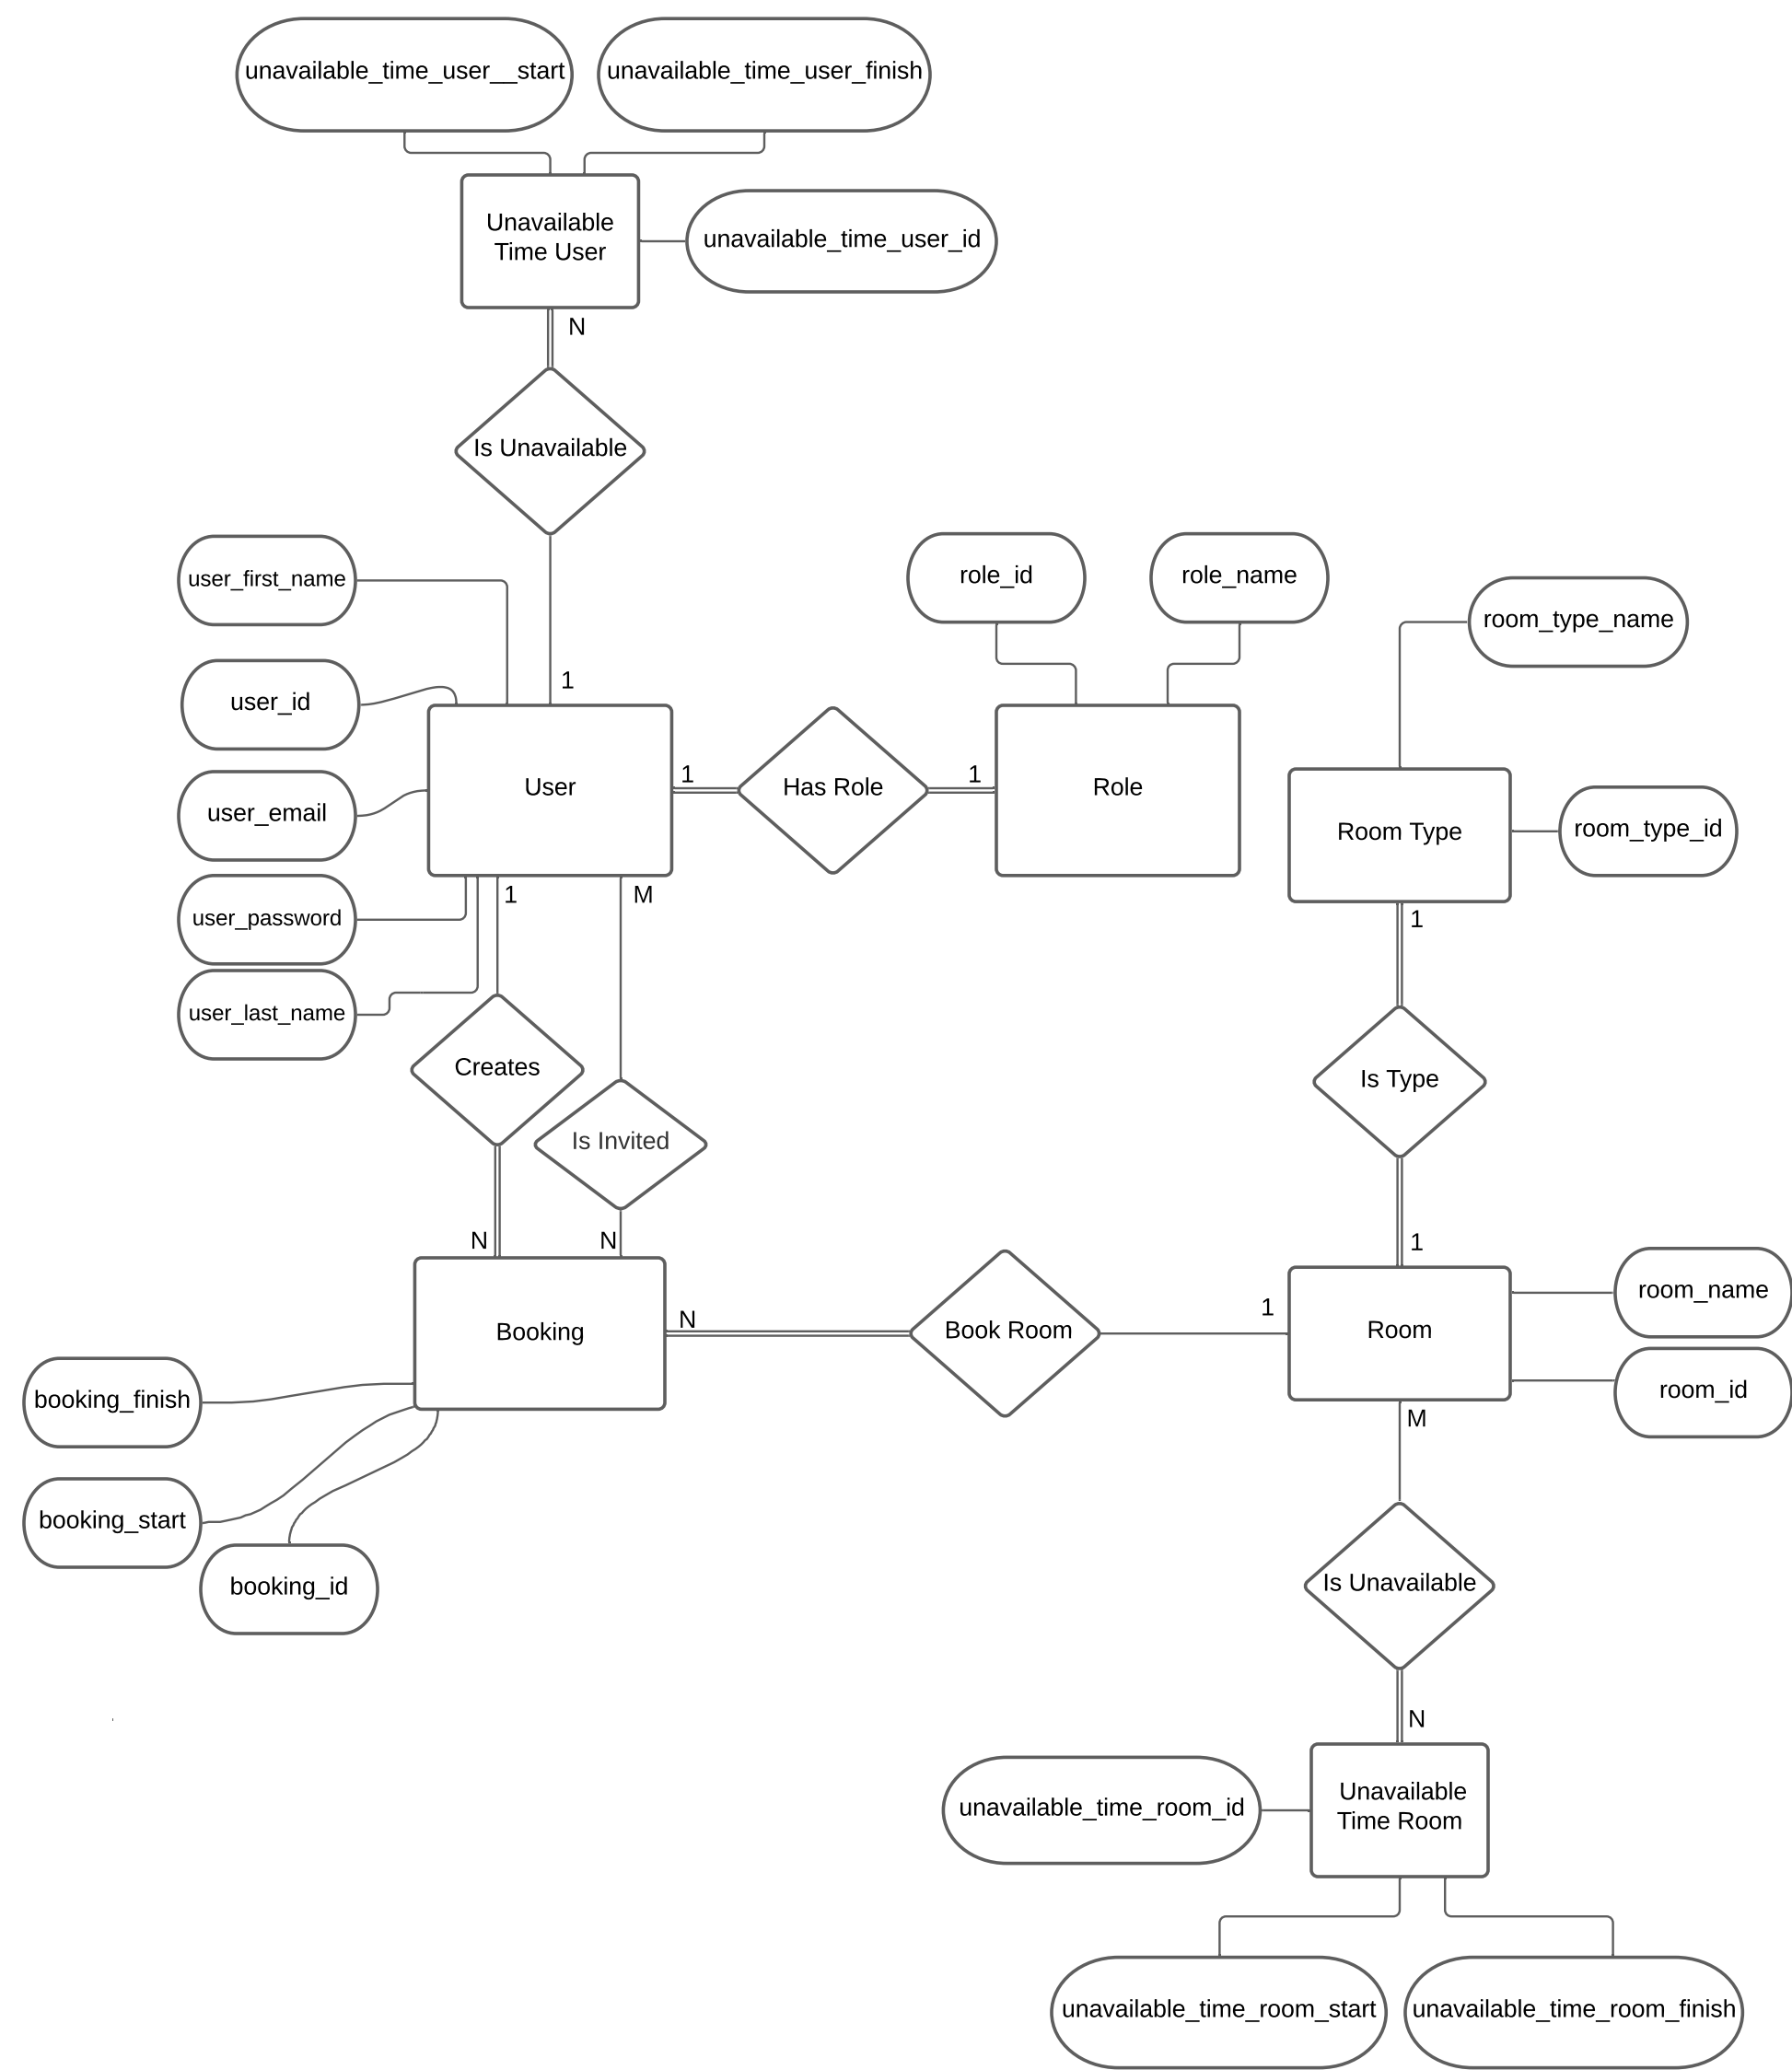 unavailable_time_user__start
unavailable_time_user_finish
Unavailable
Time User
unavailable_time_user_id
N
Is Unavailable
user_first_name
role_id
role_name
room_type_name
user_id
1
user_email
User
1
Has Role
1
Role
Room Type
room_type_id
user_password
1
M
1
user_last_name
Creates
Is Invited
Is Type
N
N
1
Booking
N
Book Room
1
Room
room_name
room_id
booking_finish
M
booking_start
booking_id
Is Unavailable
N
unavailable_time_room_id
Unavailable
Time Room
unavailable_time_room_start
unavailable_time_room_finish